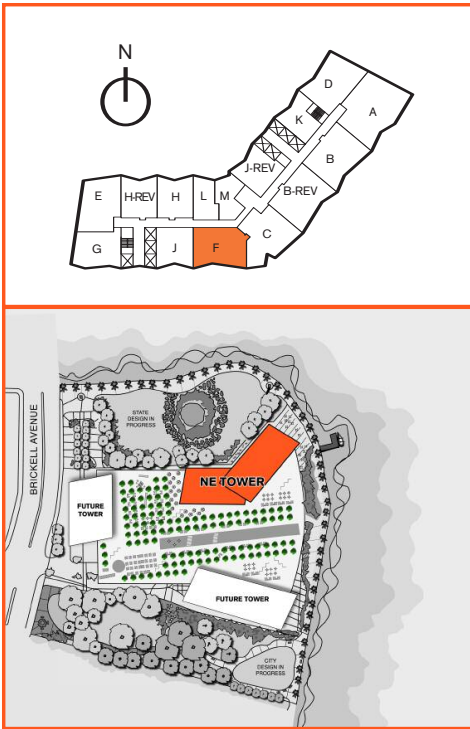 N
D
A
K
B
J-REV
B-REV
E
H-REV
H
L
M
C
G
J
F
BRICKELL AVENUE
STATE
DESIGN IN
PROGRESS
NE TOWER
FUTURE
TOWER
FUTURE TOWER
CITY
DESIGN IN
PROGRESS